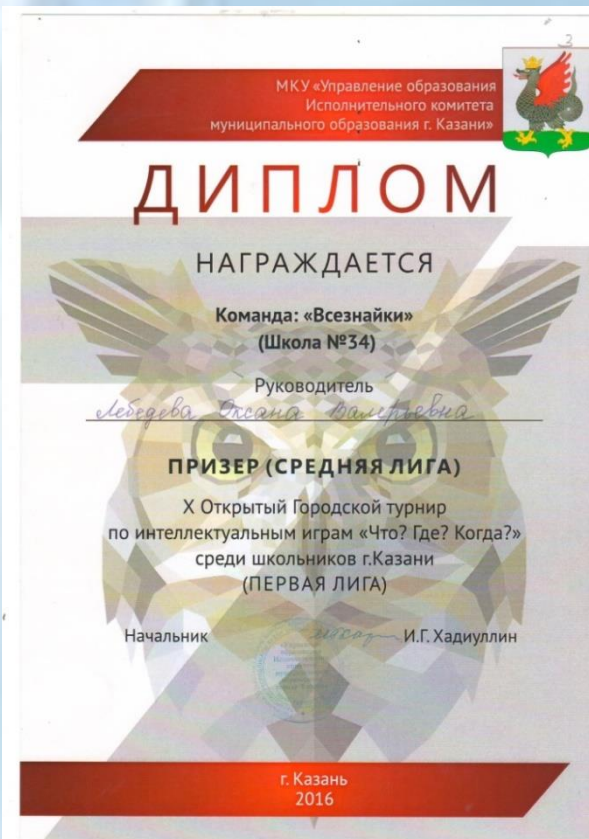 3
МКУ «Управление образования
Исполнительного комитета
муниципального образования г. Казани»
ДИПЛОМ
НАГРАЖДАЕТСЯ
Команда: «Всезнайки»
(Школа №34)
Руководитель
Лебедева Оксана Валерьевна
ПРИЗЕР (СРЕДНЯЯ ЛИГА)
X Открытый Городской турнир
по интеллектуальным играм «Что? Где? Когда?»
среди школьников г.Казани
(ПЕРВАЯ ЛИГА)
Начальник И.Г. Хадиуллин
г. Казань
2016